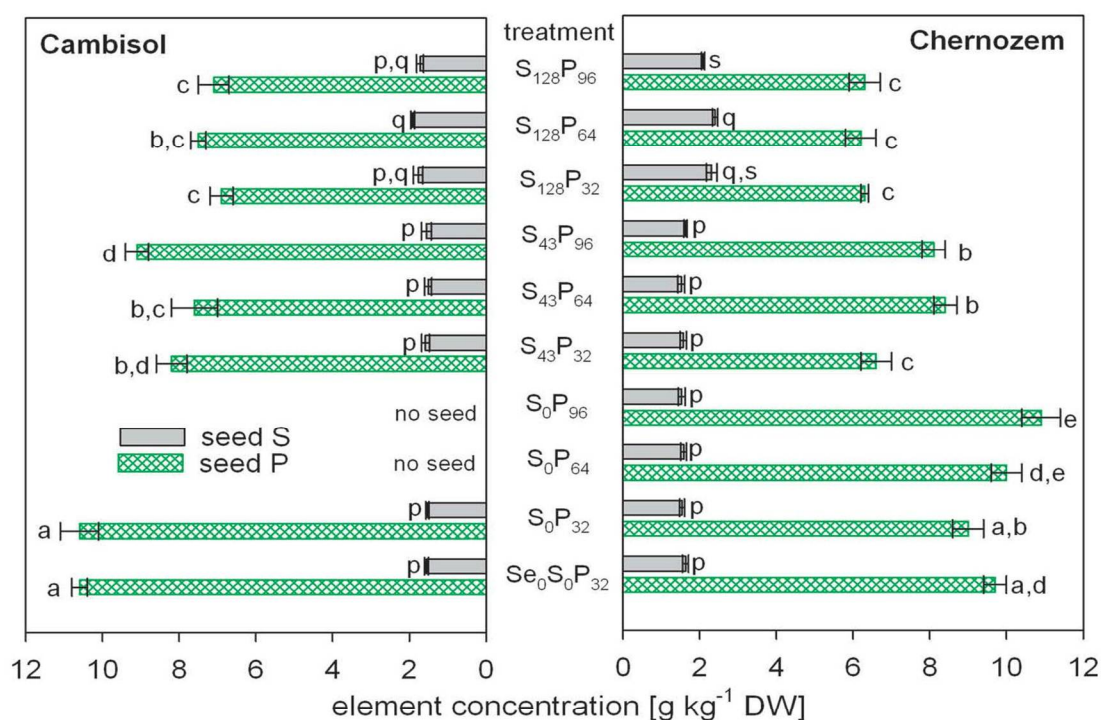 Cambisol
treatment
Chernozem
p,q S₁₂₈P₉₆ s
c c
q S₁₂₈P₆₄ q
b,c c
p,q S₁₂₈P₃₂ q,s
c c
p S₄₃P₉₆ p
d b
p S₄₃P₆₄ p
b,c b
p S₄₃P₃₂ p
b,d c
no seed S₀P₉₆ p
e
seed S
seed P
no seed S₀P₆₄ p
d,e
p S₀P₃₂ p
a a,b
p Se₀S₀P₃₂ p
a a,d
12 10 8 6 4 2 0 0 2 4 6 8 10 12
element concentration [g kg⁻¹ DW]